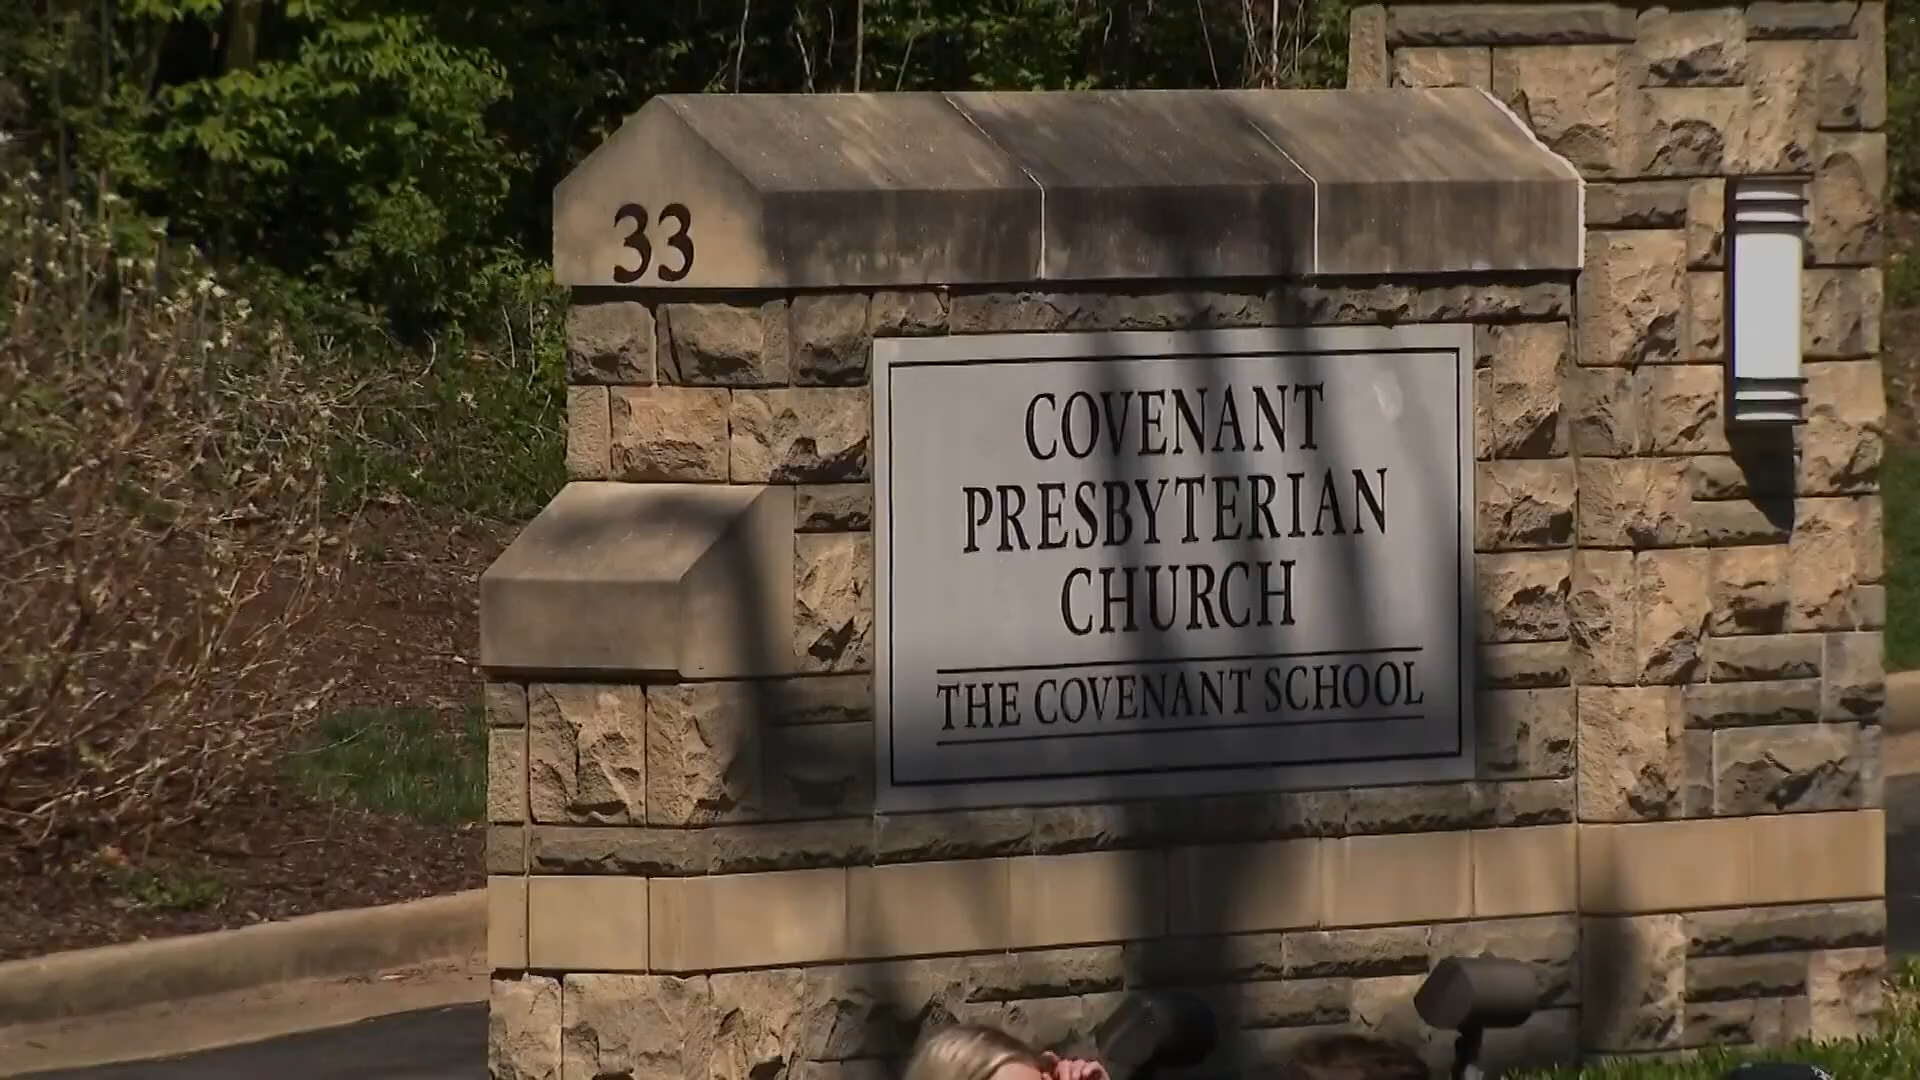 33
COVENANT
PRESBYTERIAN
CHURCH
THE COVENANT SCHOOL